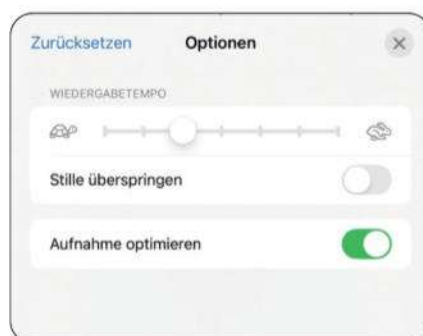 Zurücksetzen Optionen
WIEDERGABETEMPO
Stille überspringen
Aufnahme optimieren